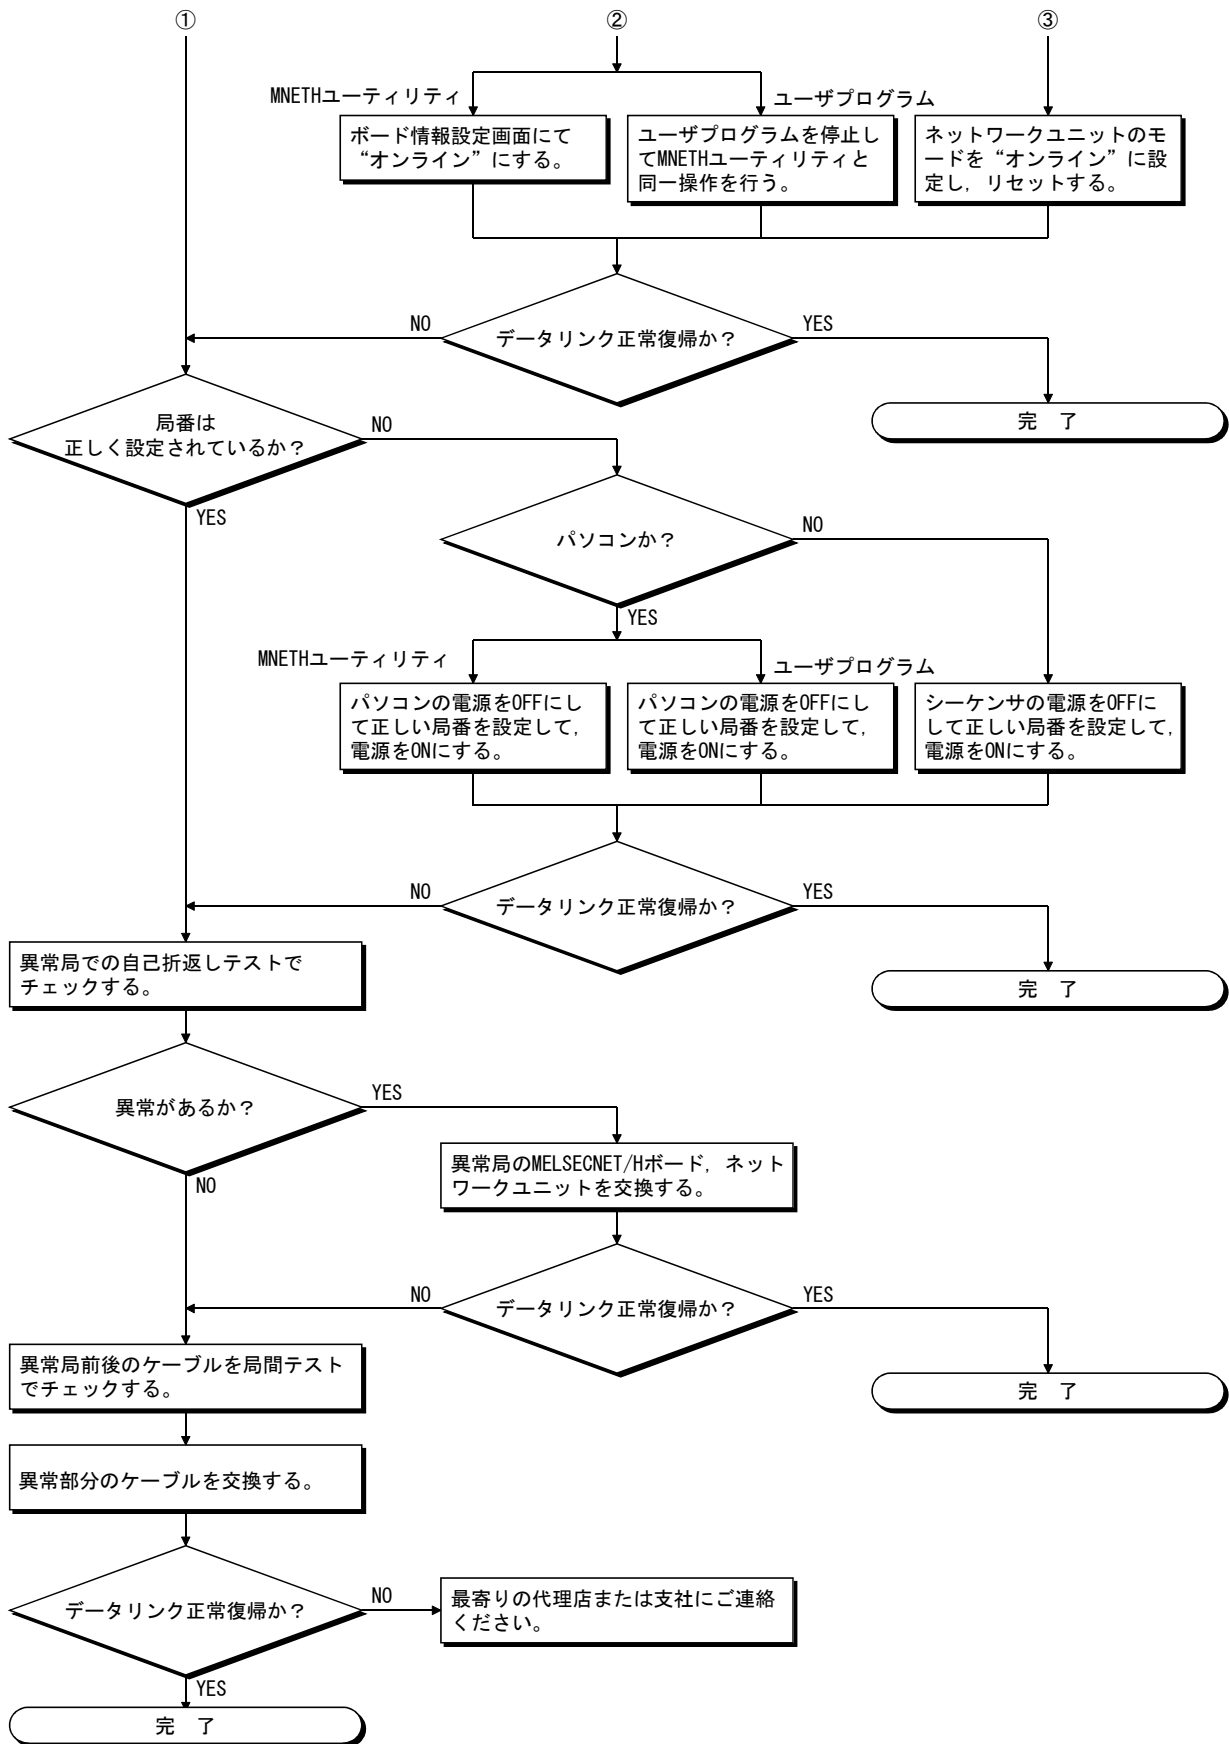 ①
②
③
MNETHユーティリティ
ユーザプログラム
ボード情報設定画面にて
“オンライン”にする。
ユーザプログラムを停止し
てMNETHユーティリティと
同一操作を行う。
ネットワークユニットのモ
ードを“オンライン”に設
定し，リセットする。
データリンク正常復帰か？
NO
YES
完　了
局番は
正しく設定されているか？
NO
YES
パソコンか？
NO
YES
MNETHユーティリティ
ユーザプログラム
パソコンの電源をOFFにし
て正しい局番を設定して，
電源をONにする。
パソコンの電源をOFFにし
て正しい局番を設定して，
電源をONにする。
シーケンサの電源をOFFに
して正しい局番を設定して，
電源をONにする。
データリンク正常復帰か？
NO
YES
完　了
異常局での自己折返しテストで
チェックする。
異常があるか？
YES
NO
異常局のMELSECNET/Hボード，ネット
ワークユニットを交換する。
データリンク正常復帰か？
NO
YES
完　了
異常局前後のケーブルを局間テスト
でチェックする。
異常部分のケーブルを交換する。
データリンク正常復帰か？
NO
最寄りの代理店または支社にご連絡
ください。
YES
完　了